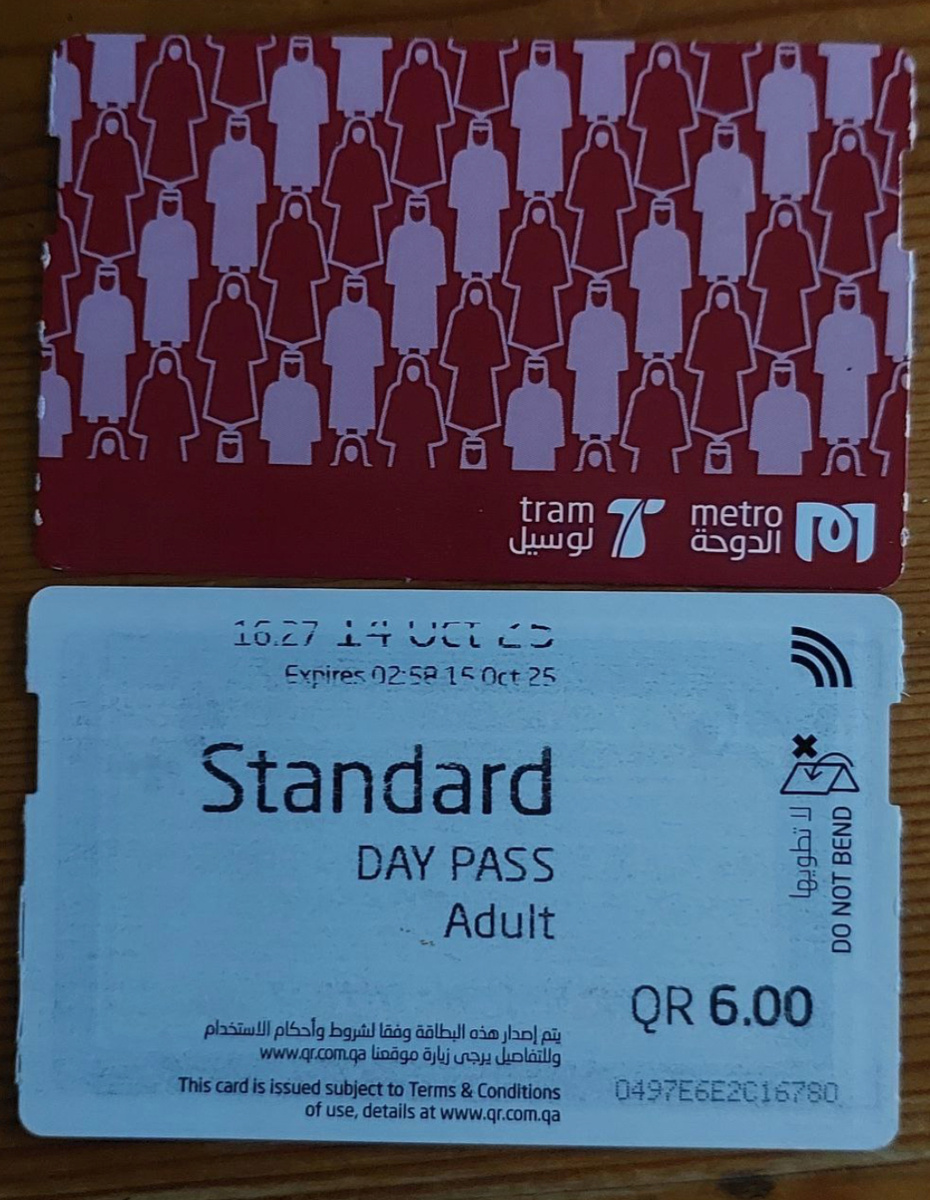 tram
لوسيل
metro
الدوحة
16:27 14 Oct 25
Expires 02:58 15 Oct 25
Standard
DAY PASS
Adult
لا تطويها
DO NOT BEND
QR 6.00
يتم إصدار هذه البطاقة وفقا لشروط وأحكام الاستخدام
وللتفاصيل يرجى زيارة موقعنا www.qr.com.qa
This card is issued subject to Terms & Conditions
of use, details at www.qr.com.qa
0497E6E2C16780